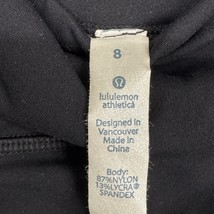 8
lululemon
athletica
Designed in
Vancouver
Made in
China
Body:
87%NYLON
13%LYCRA®
SPANDEX